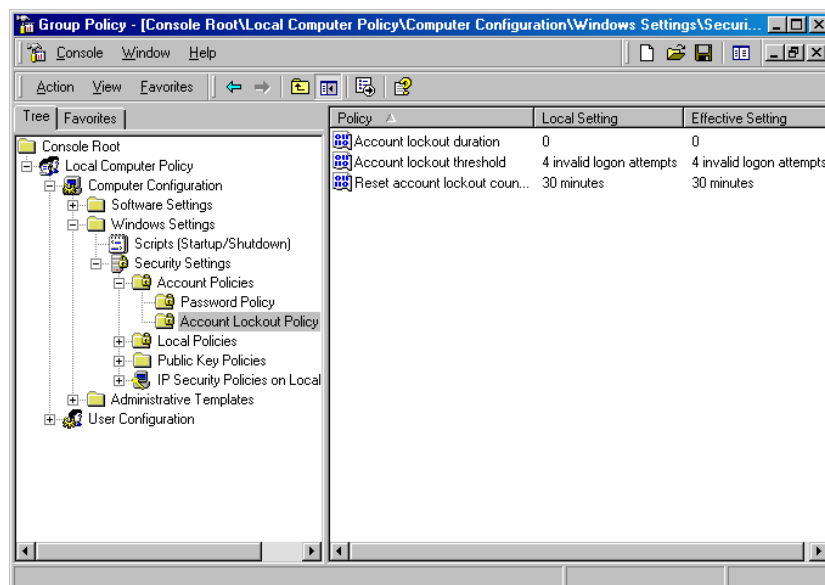 Group Policy - [Console Root\Local Computer Policy\Computer Configuration\Windows Settings\Securi...
Console Window Help
Action View Favorites
Tree Favorites
Policy Local Setting Effective Setting
Console Root
Local Computer Policy
Computer Configuration
Software Settings
Windows Settings
Scripts (Startup/Shutdown)
Security Settings
Account Policies
Password Policy
Account Lockout Policy
Local Policies
Public Key Policies
IP Security Policies on Local
Administrative Templates
User Configuration
Account lockout duration 0 0
Account lockout threshold 4 invalid logon attempts 4 invalid logon attempts
Reset account lockout coun... 30 minutes 30 minutes